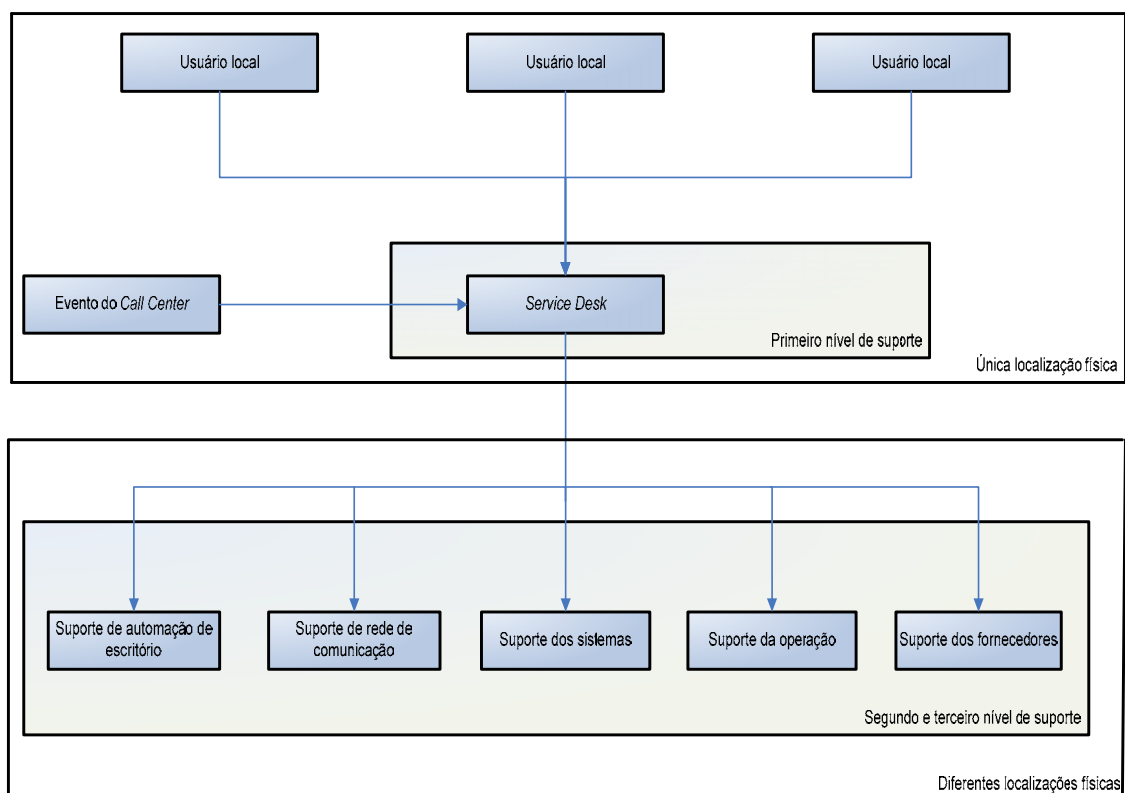 Usuário local
Usuário local
Usuário local
Evento do Call Center
Service Desk
Primeiro nível de suporte
Única localização física
Suporte de automação de
escritório
Suporte de rede de
comunicação
Suporte dos sistemas
Suporte da operação
Suporte dos fornecedores
Segundo e terceiro nível de suporte
Diferentes localizações físicas